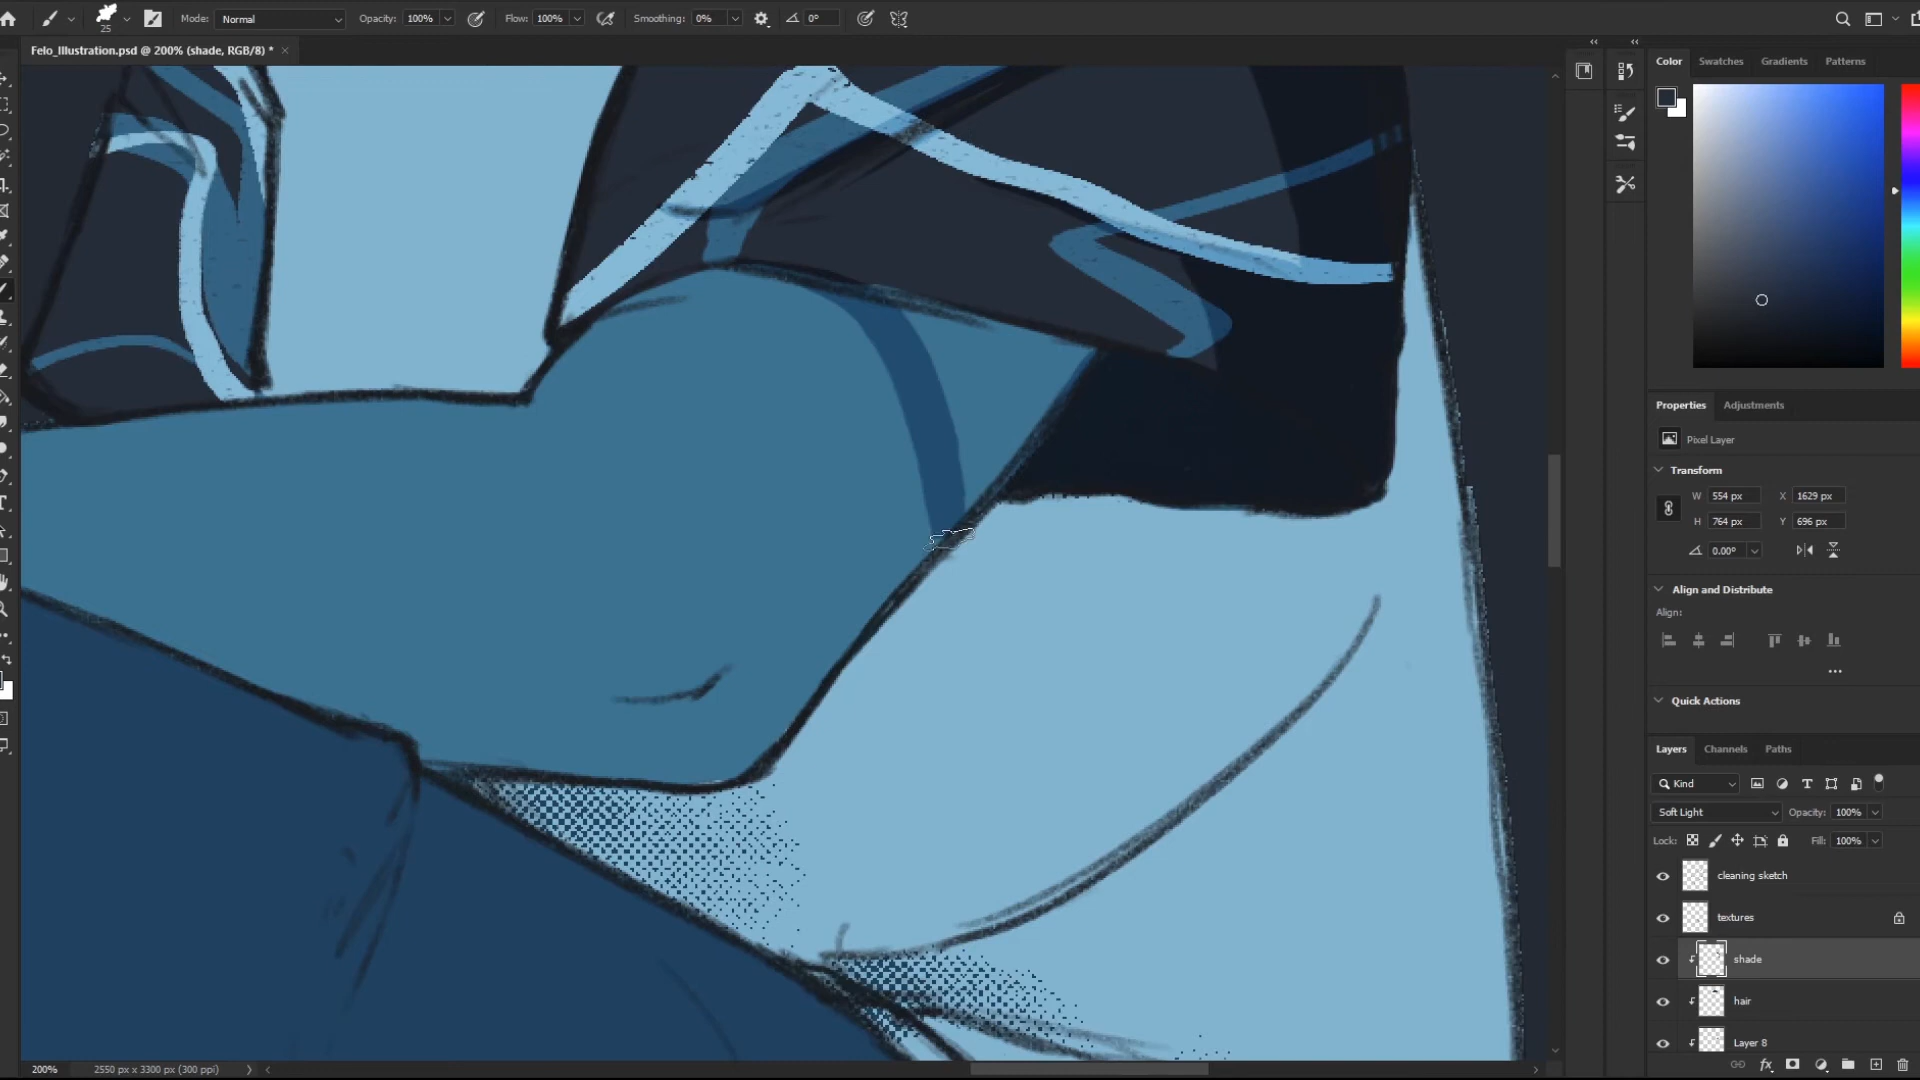 25
Mode: Normal
Opacity: 100%
Flow: 100%
Smoothing: 0%
0°
Felo_Illustration.psd @ 200% (shade, RGB/8) *
Color Swatches Gradients Patterns
Properties Adjustments
Pixel Layer
Transform
W 554 px X 1629 px
H 764 px Y 696 px
0.00°
Align and Distribute
Align:
Quick Actions
Layers Channels Paths
Kind
Soft Light Opacity: 100%
Lock: Fill: 100%
cleaning sketch
textures
shade
hair
Layer 8
200% 2550 px x 3300 px (300 ppi)